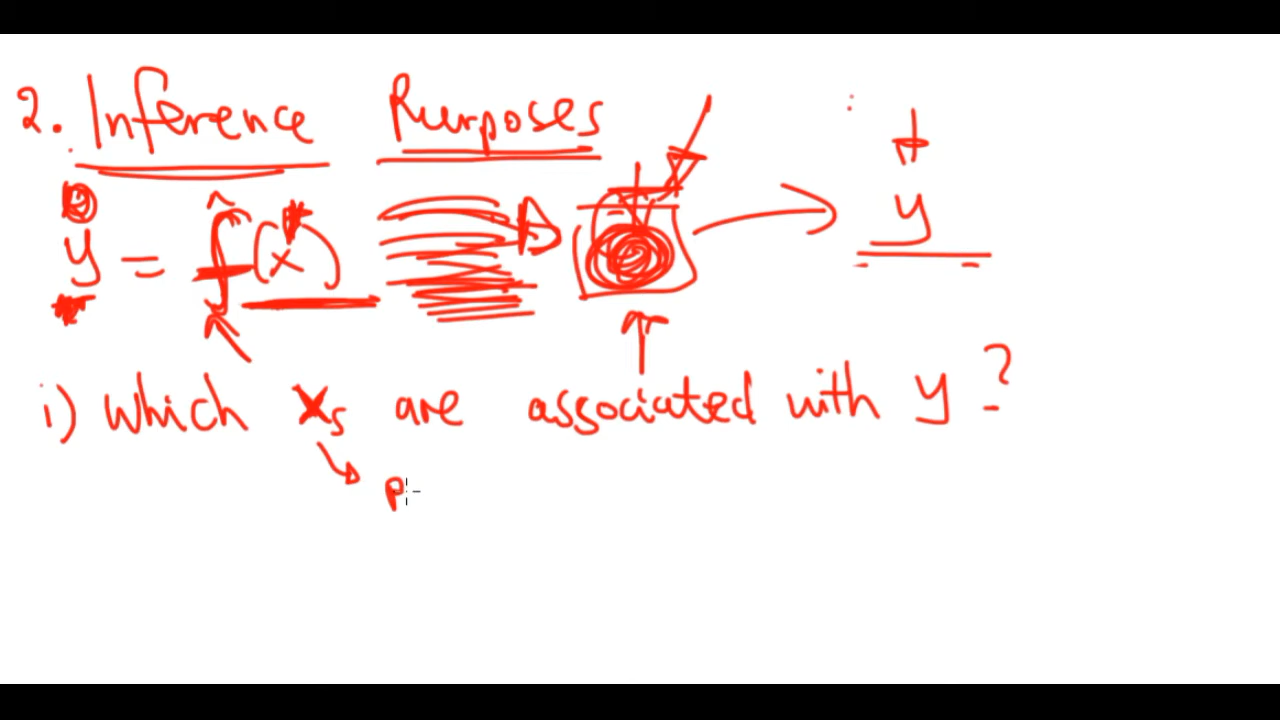 2. Inference Purposes
y = f̂(x) y
i) which xs are associated with y?
p